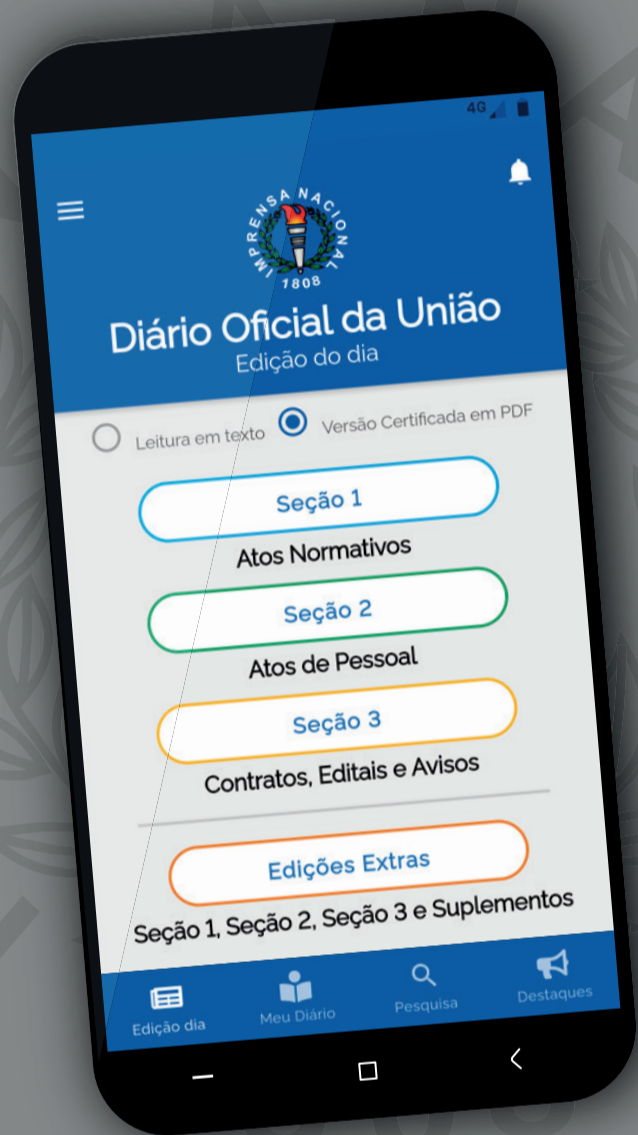 4G
IMPRENSA NACIONAL
1808
Diário Oficial da União
Edição do dia
Leitura em texto Versão Certificada em PDF
Seção 1
Atos Normativos
Seção 2
Atos de Pessoal
Seção 3
Contratos, Editais e Avisos
Edições Extras
Seção 1, Seção 2, Seção 3 e Suplementos
Edição dia Meu Diário Pesquisa Destaques